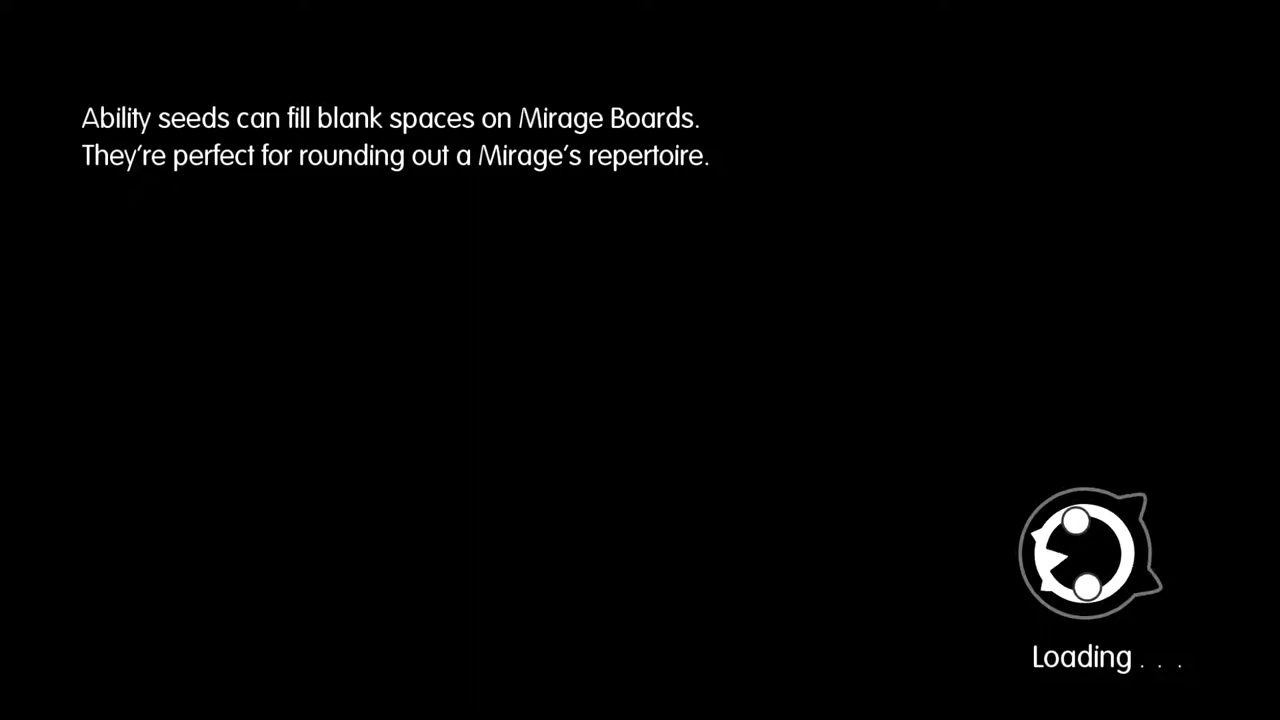 Ability seeds can fill blank spaces on Mirage Boards.
They're perfect for rounding out a Mirage's repertoire.
Loading . . .